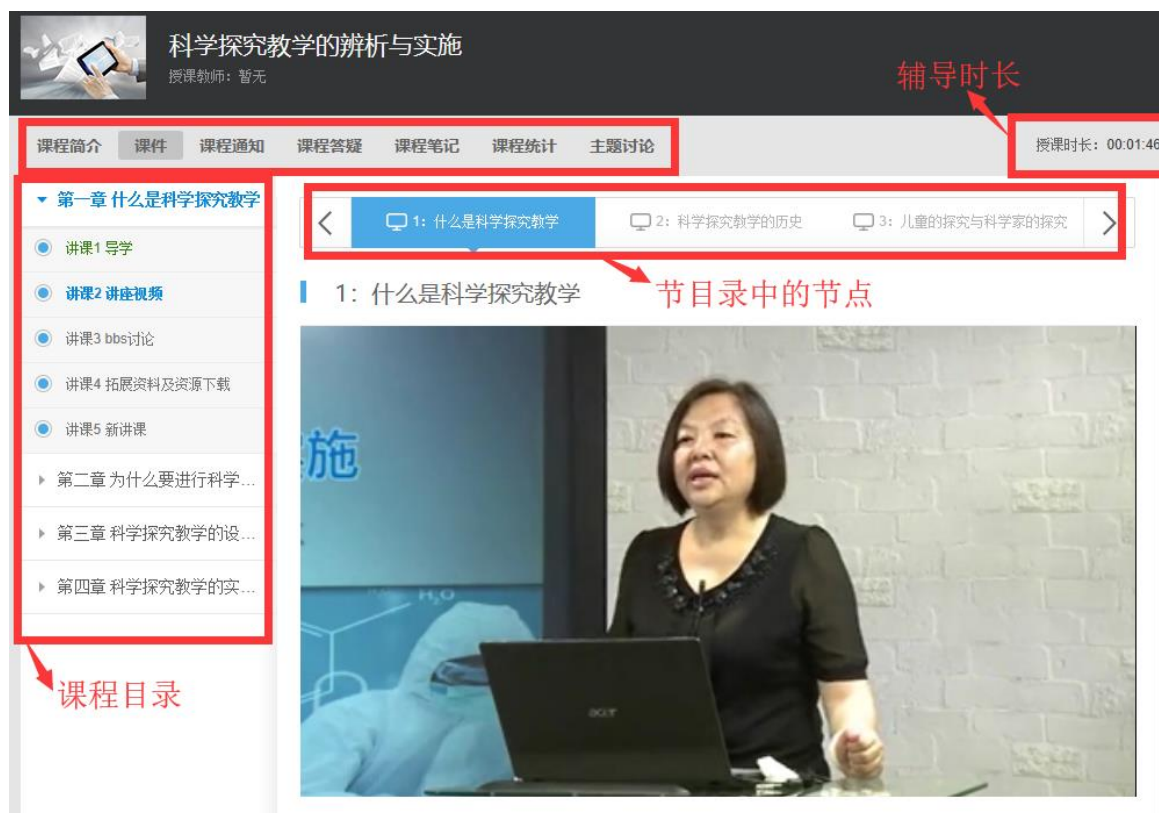 科学探究教学的辨析与实施
授课教师：暂无
辅导时长
课程简介 课件 课程通知 课程答疑 课程笔记 课程统计 主题讨论
授课时长：00:01:46
第一章 什么是科学探究教学
讲课1 导学
讲课2 讲座视频
讲课3 bbs讨论
讲课4 拓展资料及资源下载
讲课5 新讲课
第二章 为什么要进行科学...
第三章 科学探究教学的设...
第四章 科学探究教学的实...
课程目录
1：什么是科学探究教学 2：科学探究教学的历史 3：儿童的探究与科学家的探究
节目录中的节点
1：什么是科学探究教学
施
H₂O
acer